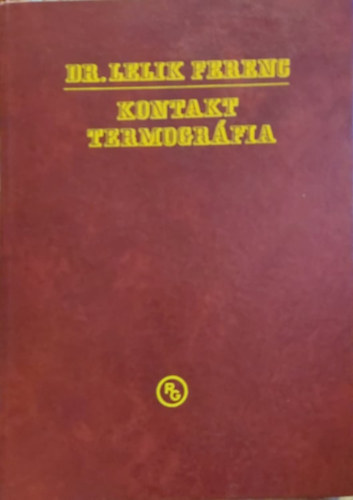 DR. LELIK FERENC
KONTAKT
TERMOGRÁFIA
RG